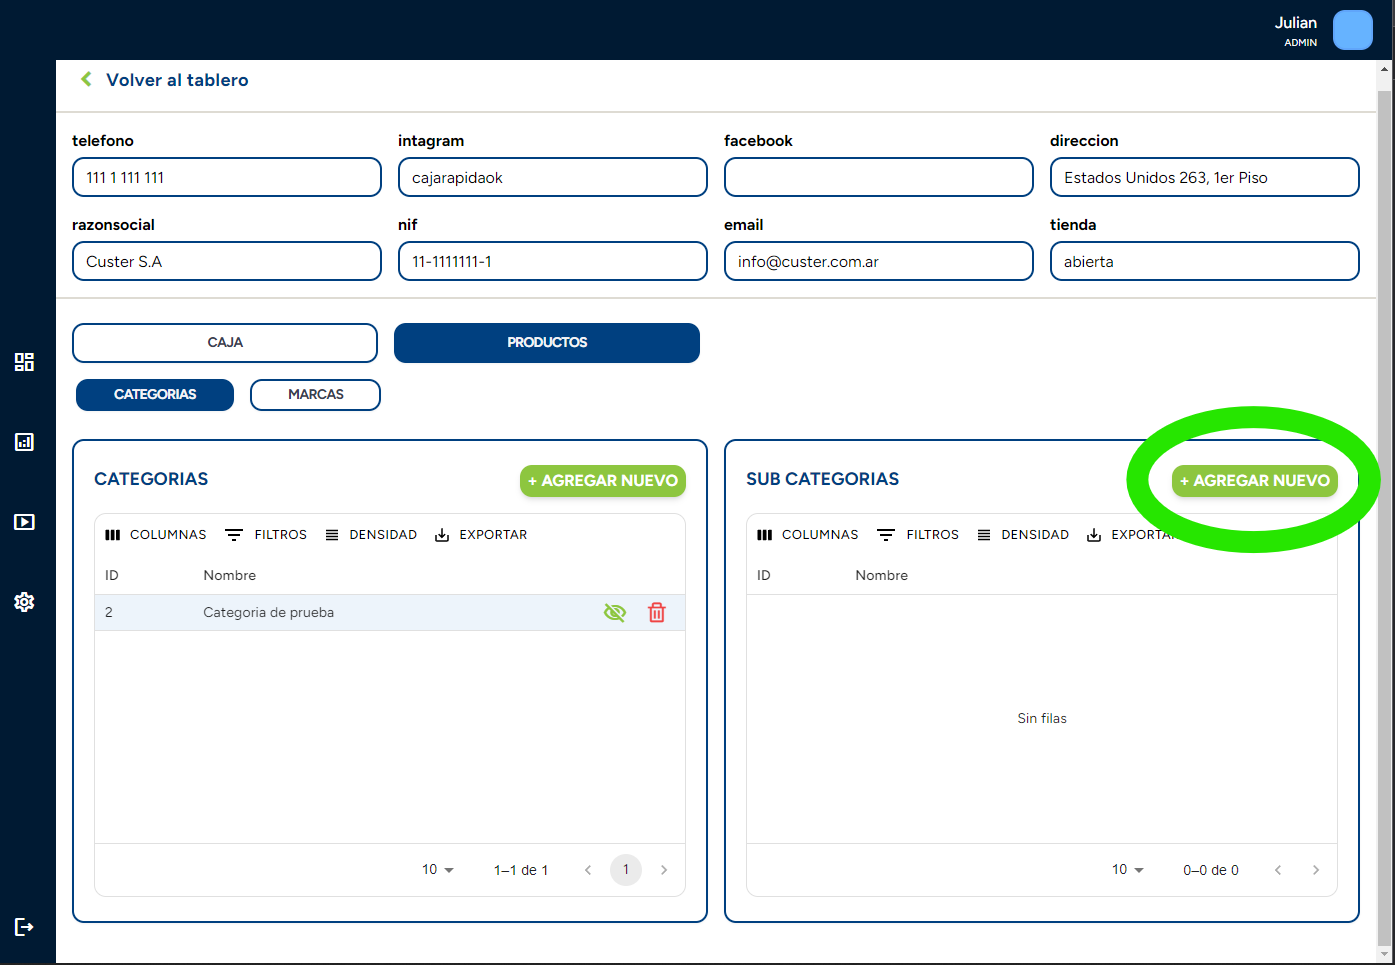 Julian
ADMIN
Volver al tablero
telefono intagram facebook direccion
111 1 111 111 cajarapidaok Estados Unidos 263, 1er Piso
razonsocial nif email tienda
Custer S.A 11-1111111-1 info@custer.com.ar abierta
CAJA PRODUCTOS
CATEGORIAS MARCAS
CATEGORIAS + AGREGAR NUEVO
COLUMNAS FILTROS DENSIDAD EXPORTAR
ID Nombre
2 Categoria de prueba
10 1–1 de 1 1
SUB CATEGORIAS + AGREGAR NUEVO
COLUMNAS FILTROS DENSIDAD EXPORTAR
ID Nombre
Sin filas
10 0–0 de 0